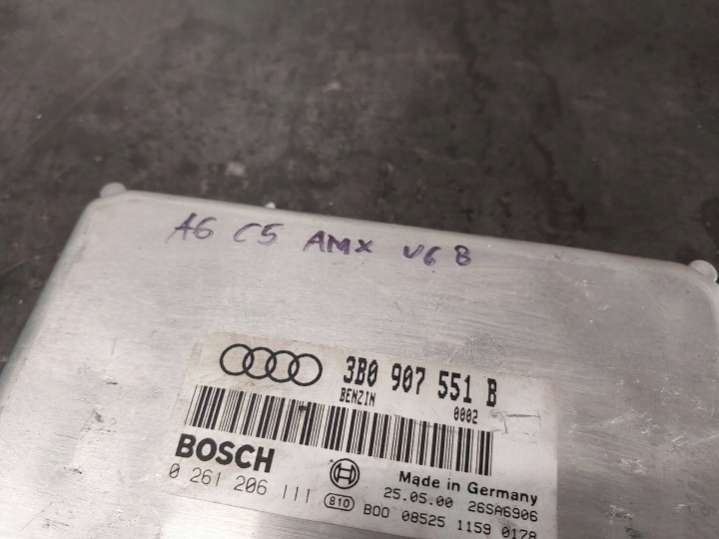 A6 C5 AMX V6 B
3B0 907 551 B
BENZIN 0002
BOSCH
Made in Germany
0 261 206 111
25.05.00 26SA6906
810 B00 08525 1159 0178